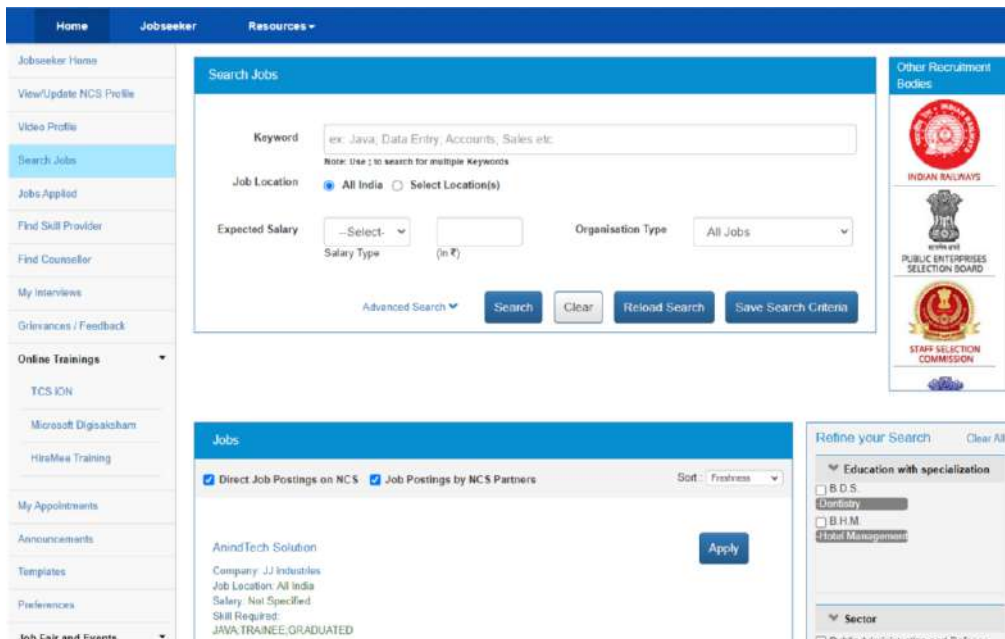 Home Jobseeker Resources
Jobseeker Home
View/Update NCS Profile
Video Profile
Search Jobs
Jobs Applied
Find Skill Provider
Find Counsellor
My Interviews
Grievances / Feedback
Online Trainings
TCS iON
Microsoft Digisaksham
HireMee Training
My Appointments
Announcements
Templates
Preferences
Job Fair and Events
Search Jobs
Keyword ex: Java; Data Entry; Accounts; Sales etc.
Note: Use ; to search for multiple Keywords
Job Location All India Select Location(s)
Expected Salary --Select- Organisation Type All Jobs
Salary Type (in ₹)
Advanced Search Search Clear Reload Search Save Search Criteria
Other Recruitment
Bodies
INDIAN RAILWAYS
PUBLIC ENTERPRISES
SELECTION BOARD
STAFF SELECTION
COMMISSION
Jobs
Direct Job Postings on NCS Job Postings by NCS Partners Sort : Freshness
AnindTech Solution Apply
Company: JJ Industries
Job Location: All India
Salary: Not Specified
Skill Required:
JAVA;TRAINEE;GRADUATED
Refine your Search Clear All
Education with specialization
B.D.S.
-Dentistry
B.H.M.
-Hotel Management
Sector